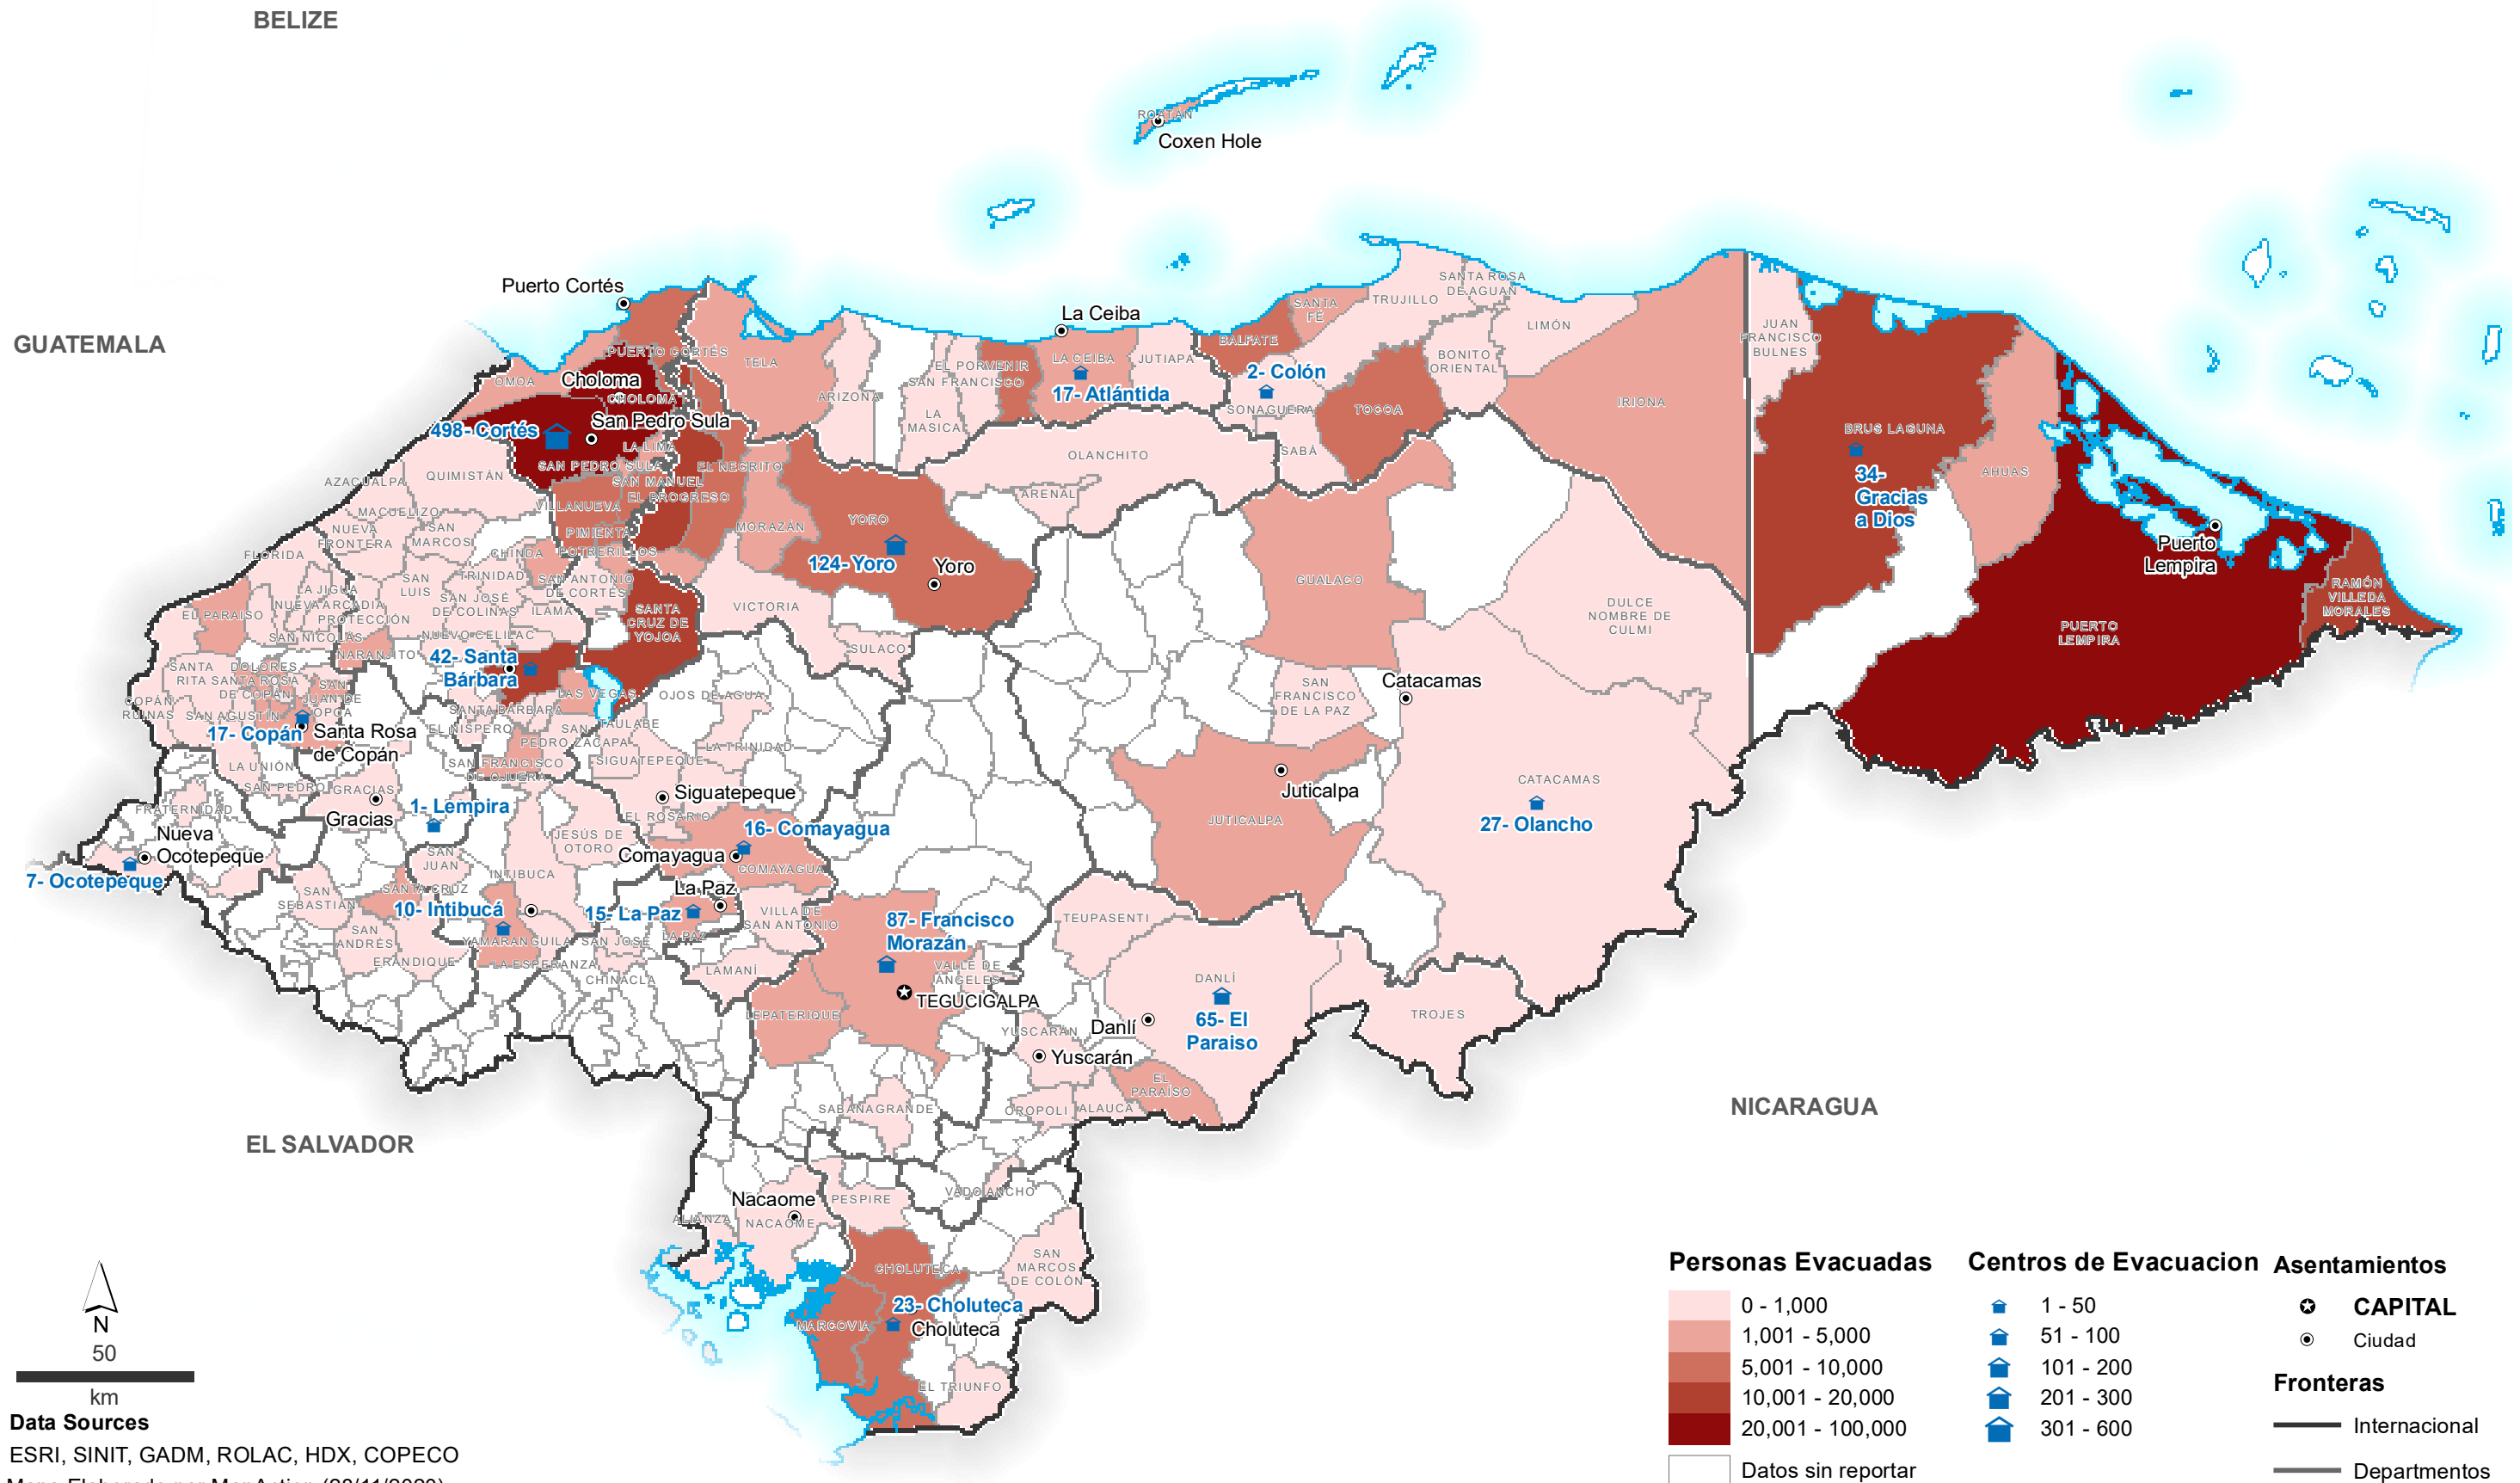 BELIZE
ROATÁN
Coxen Hole
Puerto Cortés
GUATEMALA
La Ceiba
SANTA ROSA
DE AGUÁN
TRUJILLO
SANTA
FÉ
LIMÓN
JUAN
FRANCISCO
BULNES
PUERTO CORTÉS
TELA
BALFATE
EL PORVENIR
LA CEIBA
JUTIAPA
BONITO
ORIENTAL
OMOA
Choloma
CHOLOMA
SAN FRANCISCO
17- Atlántida
2- Colón
ARIZONA
LA
MASICA
SONAGUERA
TOCOA
IRIONA
San Pedro Sula
498- Cortés
LA LIMA
SAN PEDRO SULA
EL NEGRITO
SAN MANUEL
EL PROGRESO
OLANCHITO
SABÁ
BRUS LAGUNA
34-
Gracias
a Dios
AHUAS
AZACUALPA
QUIMISTÁN
ARENAL
VILLANUEVA
MACUELIZO
NUEVA
FRONTERA
SAN
MARCOS
PIMIENTA
MORAZÁN
YORO
Puerto
Lempira
FLORIDA
CHINDA
POTRERILLOS
124- Yoro
Yoro
LA JIGUA
SAN
LUIS
TRINIDAD
SAN ANTONIO
DE CORTÉS
GUALACO
RAMÓN
VILLEDA
MORALES
EL PARAISO
NUEVA ARCADIA
PROTECCIÓN
SAN JOSÉ
DE COLINAS
ILAMA
SANTA
CRUZ DE
YOJOA
VICTORIA
DULCE
NOMBRE DE
CULMI
PUERTO
LEMPIRA
SAN NICOLÁS
NUEVO CELILAC
SULACO
NARANJITO
42- Santa
Bárbara
SANTA
RITA
DOLORES
SANTA ROSA
DE COPÁN
SAN
JUAN DE
OPOA
LAS VEGAS
OJOS DE AGUA
SAN
FRANCISCO
DE LA PAZ
Catacamas
COPÁN
RUINAS
SAN AGUSTÍN
SANTA BÁRBARA
17- Copán
Santa Rosa
de Copán
EL NÍSPERO
SAN
PEDRO ZACAPA
TAULABE
LA TRINIDAD
LA UNIÓN
SAN FRANCISCO
DE OJUERA
SIGUATEPEQUE
CATACAMAS
SAN PEDRO
GRACIAS
Siguatepeque
Juticalpa
FRATERNIDAD
Gracias
1- Lempira
EL ROSARIO
JUTICALPA
27- Olancho
Nueva
Ocotepeque
JESÚS DE
OTORO
16- Comayagua
Comayagua
COMAYAGUA
7- Ocotepeque
SAN
JUAN
INTIBUCA
SANTA CRUZ
La Paz
SAN
SEBASTIÁN
10- Intibucá
15- La Paz
VILLA DE
SAN ANTONIO
87- Francisco
Morazán
TEUPASENTI
SAN
ANDRÉS
YAMARANGUILA
SAN JOSÉ
LA PAZ
ERANDIQUE
LA ESPERANZA
CHINACLA
LAMANÍ
VALLE DE
ÁNGELES
DANLÍ
TEGUCIGALPA
LEPATERIQUE
65- El
Paraiso
TROJES
YUSCARÁN
Danlí
Yuscarán
EL
PARAÍSO
SABANAGRANDE
OROPOLI
ALAUCA
NICARAGUA
EL SALVADOR
Nacaome
PESPIRE
VADO ANCHO
ALIANZA
NACAOME
SAN
MARCOS
DE COLÓN
CHOLUTECA
23- Choluteca
Choluteca
MARCOVIA
EL TRIUNFO
N
50
km
Data Sources
ESRI, SINIT, GADM, ROLAC, HDX, COPECO
Personas Evacuadas
0 - 1,000
1,001 - 5,000
5,001 - 10,000
10,001 - 20,000
20,001 - 100,000
Datos sin reportar
Centros de Evacuacion
1 - 50
51 - 100
101 - 200
201 - 300
301 - 600
Asentamientos
CAPITAL
Ciudad
Fronteras
Internacional
Departmentos